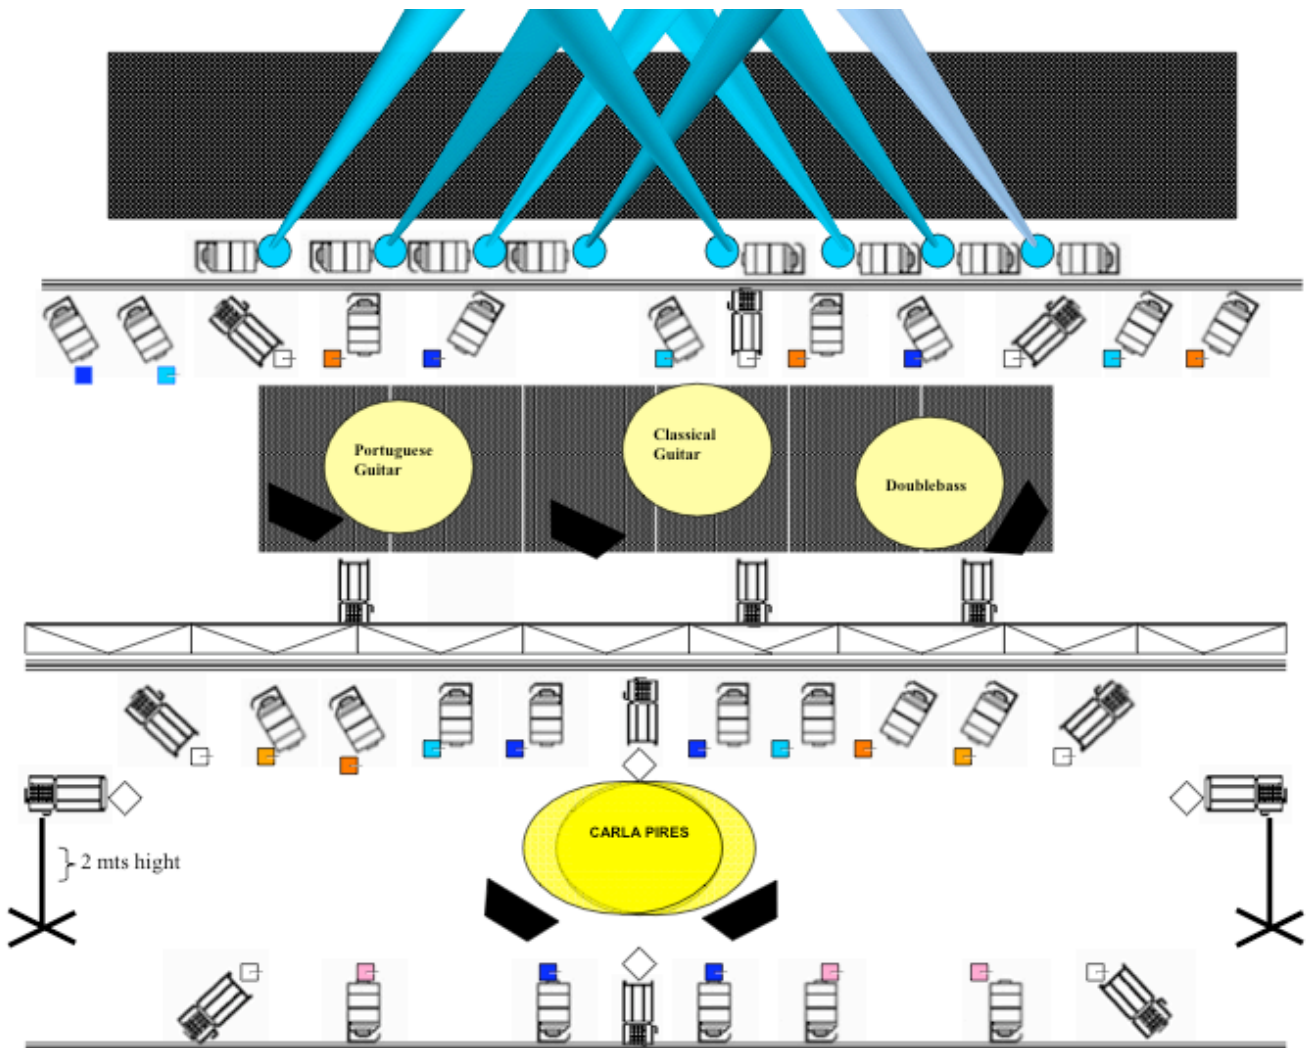 Portuguese
Guitar
Classical
Guitar
Doublebass
CARLA PIRES
2 mts hight